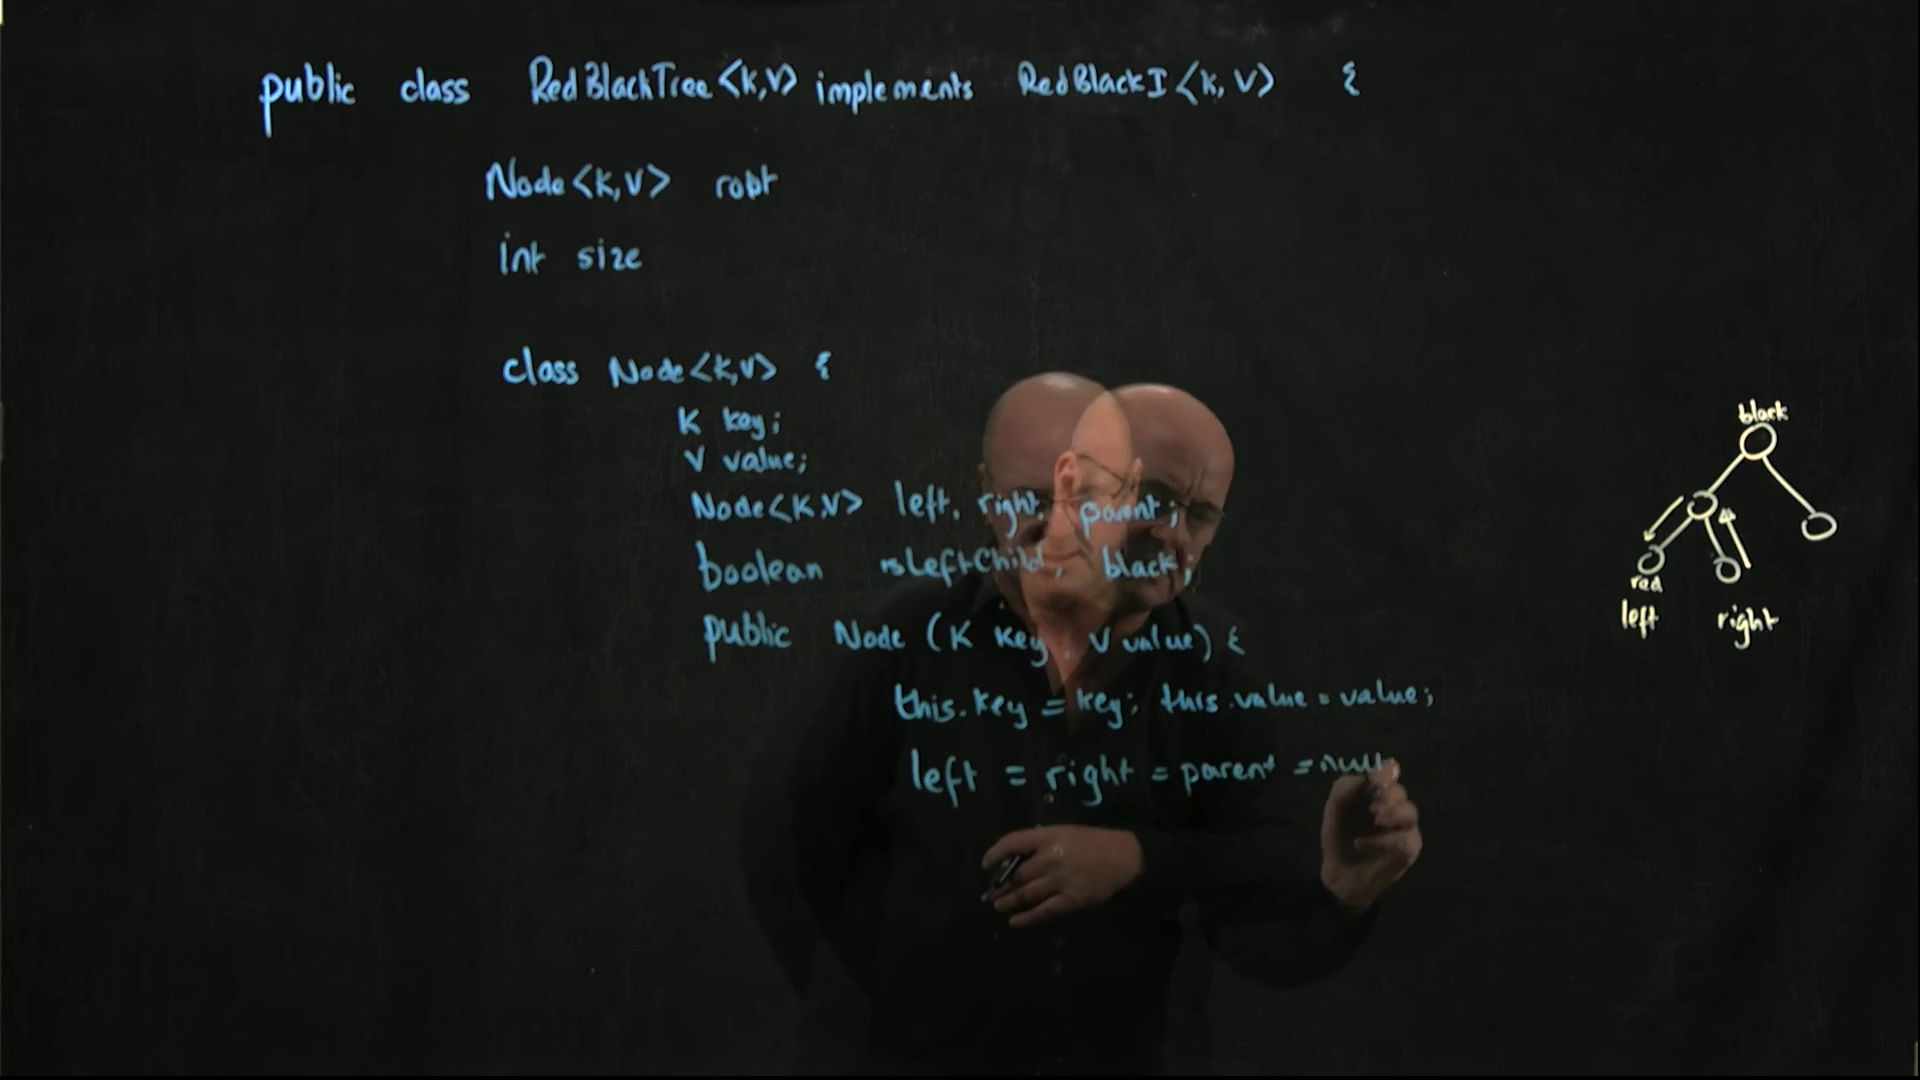 public class RedBlackTree<K,V> implements RedBlackI<K, V> {
Node<K,V> root
int size
class Node<K,V> {
K key;
V value;
Node<K,V> left, right, parent;
boolean isLeftChild, black;
public Node (K key, V value) {
this.key = key; this.value = value;
left = right = parent = null
black
red
left right